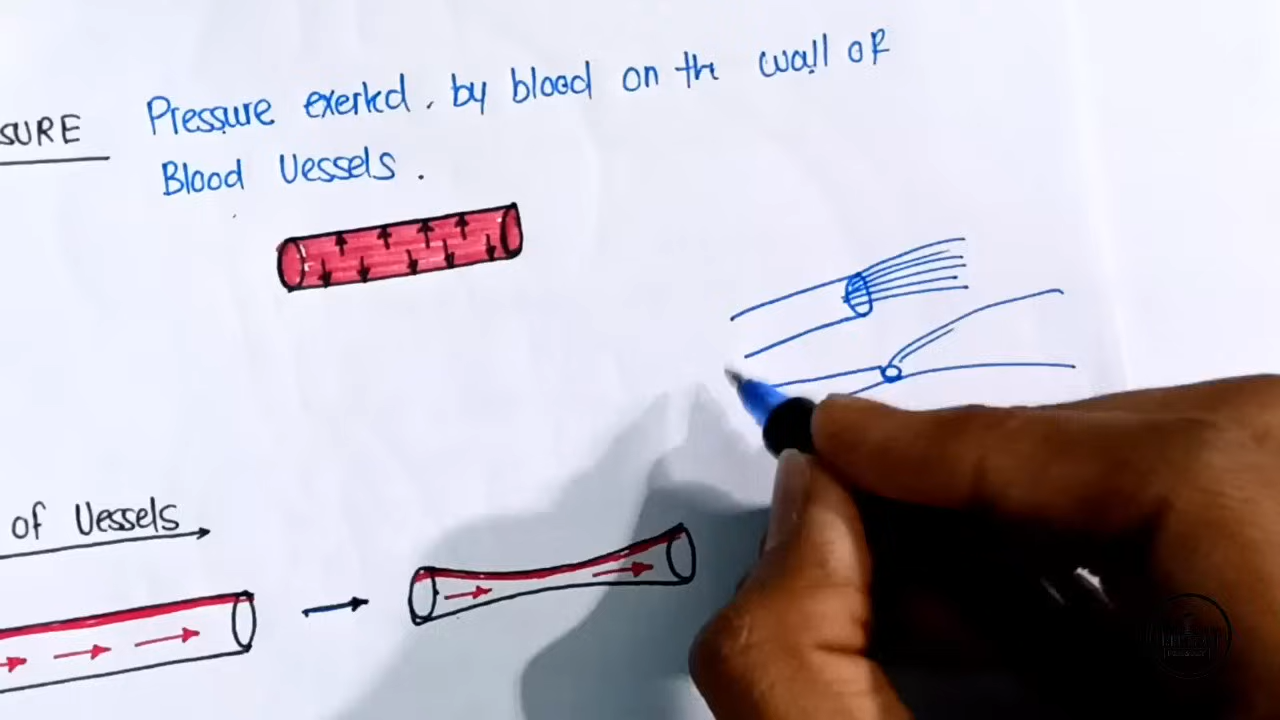 SURE
Pressure exerted. by blood on the wall of
Blood Vessels.
of Vessels